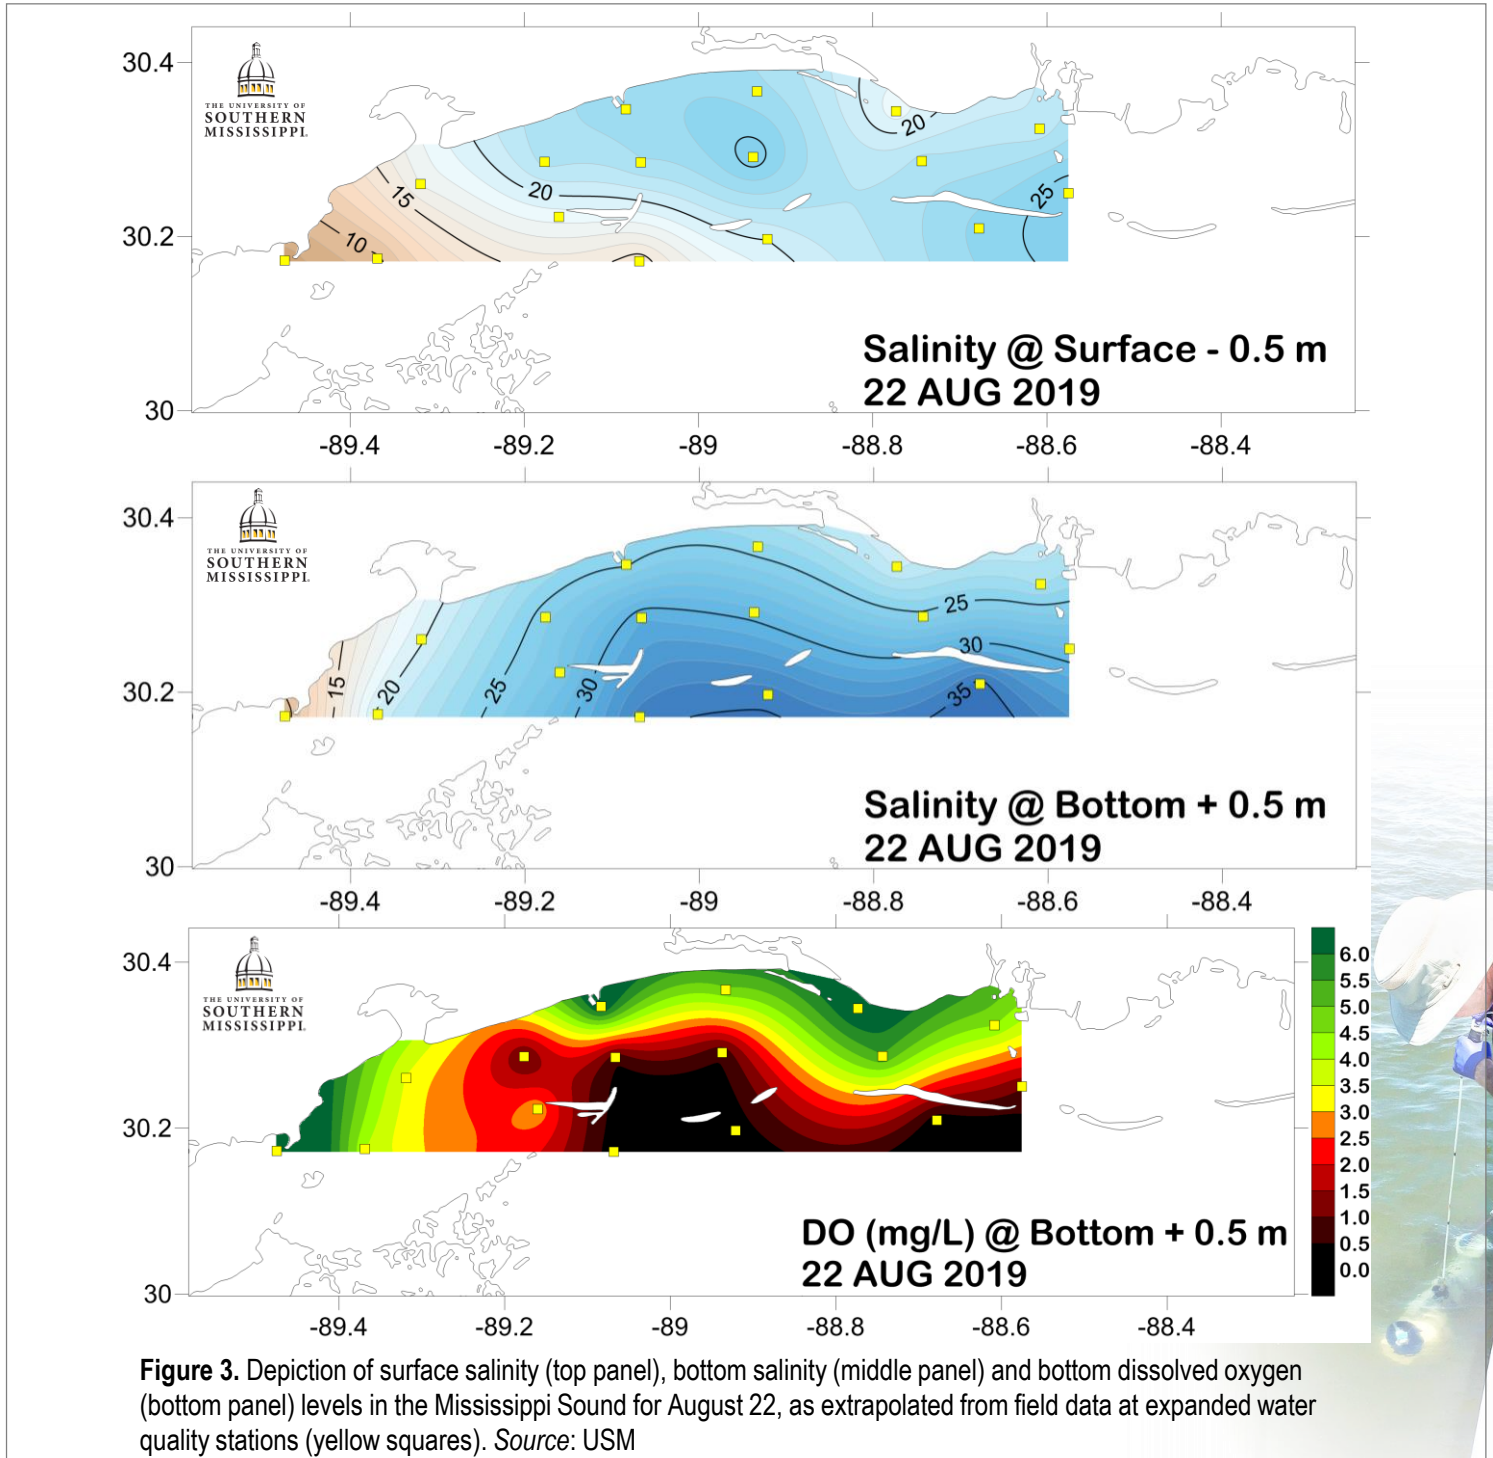 30.4
THE UNIVERSITY OF
SOUTHERN
MISSISSIPPI.
20
15
20
25
10
30.2
Salinity @ Surface - 0.5 m
22 AUG 2019
30
-89.4 -89.2 -89 -88.8 -88.6 -88.4
30.4
THE UNIVERSITY OF
SOUTHERN
MISSISSIPPI.
25
30
15 20 25 30 35
30.2
Salinity @ Bottom + 0.5 m
22 AUG 2019
30
-89.4 -89.2 -89 -88.8 -88.6 -88.4
30.4
THE UNIVERSITY OF
SOUTHERN
MISSISSIPPI.
30.2
6.0
5.5
5.0
4.5
4.0
3.5
3.0
2.5
2.0
1.5
1.0
0.5
0.0
DO (mg/L) @ Bottom + 0.5 m
22 AUG 2019
30
-89.4 -89.2 -89 -88.8 -88.6 -88.4
Figure 3. Depiction of surface salinity (top panel), bottom salinity (middle panel) and bottom dissolved oxygen
(bottom panel) levels in the Mississippi Sound for August 22, as extrapolated from field data at expanded water
quality stations (yellow squares). Source: USM